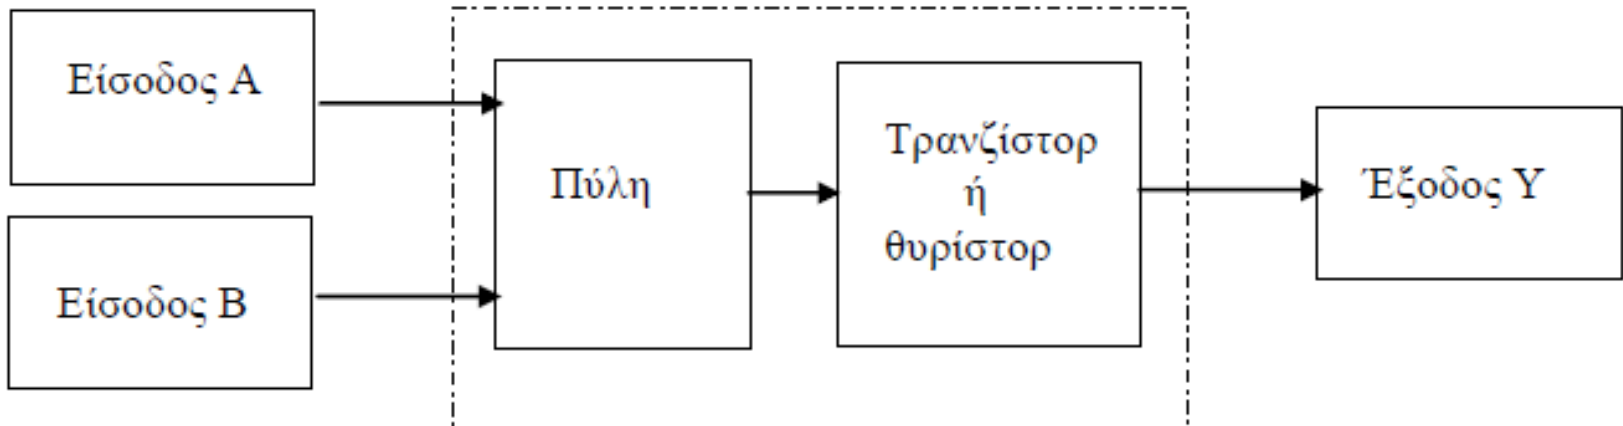 Είσοδος Α
Είσοδος Β
Πύλη
Τρανζίστορ
ή
θυρίστορ
Έξοδος Υ